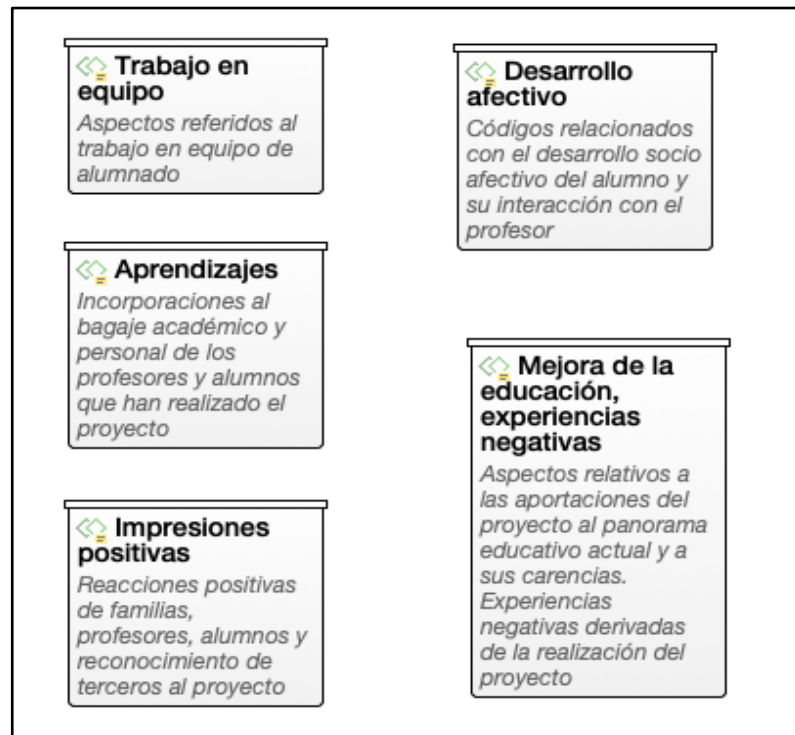 Trabajo en
equipo
Aspectos referidos al
trabajo en equipo de
alumnado
Aprendizajes
Incorporaciones al
bagaje académico y
personal de los
profesores y alumnos
que han realizado el
proyecto
Impresiones
positivas
Reacciones positivas
de familias,
profesores, alumnos y
reconocimiento de
terceros al proyecto
Desarrollo
afectivo
Códigos relacionados
con el desarrollo socio
afectivo del alumno y
su interacción con el
profesor
Mejora de la
educación,
experiencias
negativas
Aspectos relativos a
las aportaciones del
proyecto al panorama
educativo actual y a
sus carencias.
Experiencias
negativas derivadas
de la realización del
proyecto